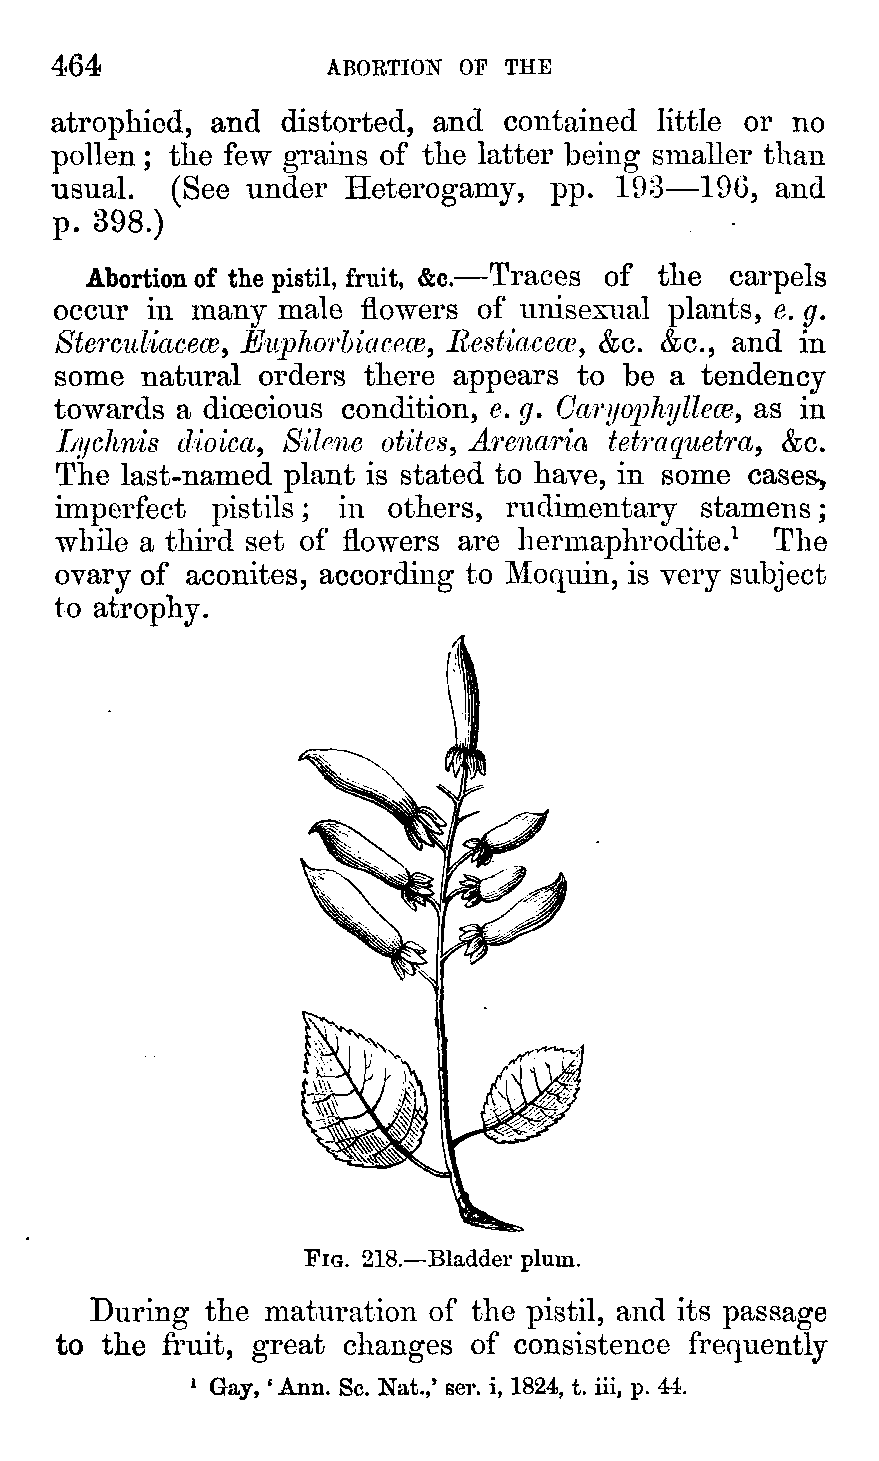 464 ABORTION OF THE
atrophied, and distorted, and contained little or no
pollen; the few grains of the latter being smaller than
usual. (See under Heterogamy, pp. 193—196, and
p. 398.)
Abortion of the pistil, fruit, &c.—Traces of the carpels
occur in many male flowers of unisexual plants, e. g.
Sterculiaceæ, Euphorbiaceæ, Restiaceæ, &c. &c., and in
some natural orders there appears to be a tendency
towards a diœcious condition, e. g. Caryophylleæ, as in
Lychnis dioica, Silene otites, Arenaria tetraquetra, &c.
The last-named plant is stated to have, in some cases,
imperfect pistils; in others, rudimentary stamens;
while a third set of flowers are hermaphrodite.¹ The
ovary of aconites, according to Moquin, is very subject
to atrophy.
FIG. 218.—Bladder plum.
During the maturation of the pistil, and its passage
to the fruit, great changes of consistence frequently
¹ Gay, ‘Ann. Sc. Nat.,’ ser. i, 1824, t. iii, p. 44.